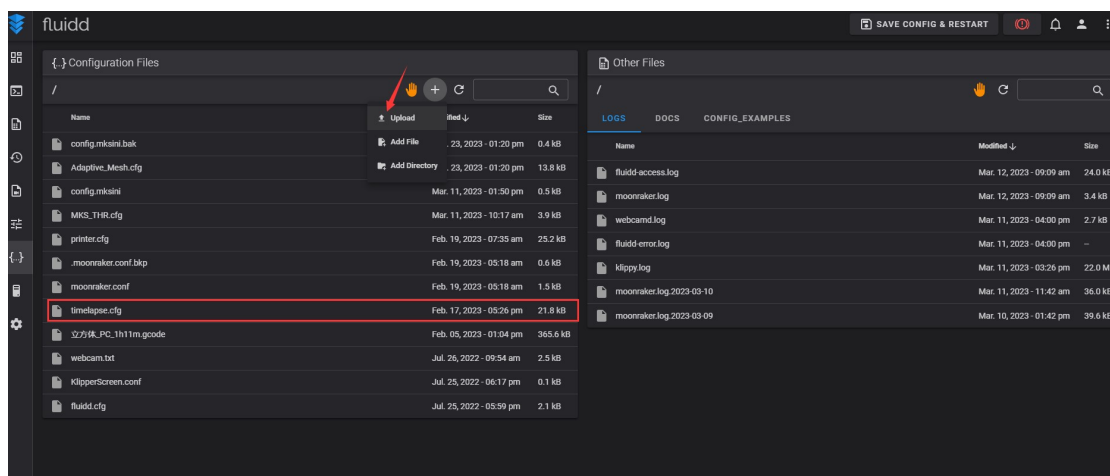 fluidd
SAVE CONFIG & RESTART
{..} Configuration Files
/
Name ified Size
Upload
Add File
Add Directory
config.mksini.bak . 23, 2023 - 01:20 pm 0.4 kB
Adaptive_Mesh.cfg . 23, 2023 - 01:20 pm 13.8 kB
config.mksini Mar. 11, 2023 - 01:50 pm 0.5 kB
MKS_THR.cfg Mar. 11, 2023 - 10:17 am 3.9 kB
printer.cfg Feb. 19, 2023 - 07:35 am 25.2 kB
.moonraker.conf.bkp Feb. 19, 2023 - 05:18 am 0.6 kB
moonraker.conf Feb. 19, 2023 - 05:18 am 1.5 kB
timelapse.cfg Feb. 17, 2023 - 05:26 pm 21.8 kB
立方体_PC_1h11m.gcode Feb. 05, 2023 - 01:04 pm 365.6 kB
webcam.txt Jul. 26, 2022 - 09:54 am 2.5 kB
KlipperScreen.conf Jul. 25, 2022 - 06:17 pm 0.1 kB
fluidd.cfg Jul. 25, 2022 - 05:59 pm 2.1 kB
Other Files
/
LOGS DOCS CONFIG_EXAMPLES
Name Modified Size
fluidd-access.log Mar. 12, 2023 - 09:09 am 24.0 kB
moonraker.log Mar. 12, 2023 - 09:09 am 3.4 kB
webcamd.log Mar. 11, 2023 - 04:00 pm 2.7 kB
fluidd-error.log Mar. 11, 2023 - 04:00 pm –
klippy.log Mar. 11, 2023 - 03:26 pm 22.0 M
moonraker.log.2023-03-10 Mar. 11, 2023 - 11:42 am 36.0 kB
moonraker.log.2023-03-09 Mar. 10, 2023 - 01:42 pm 39.6 kB